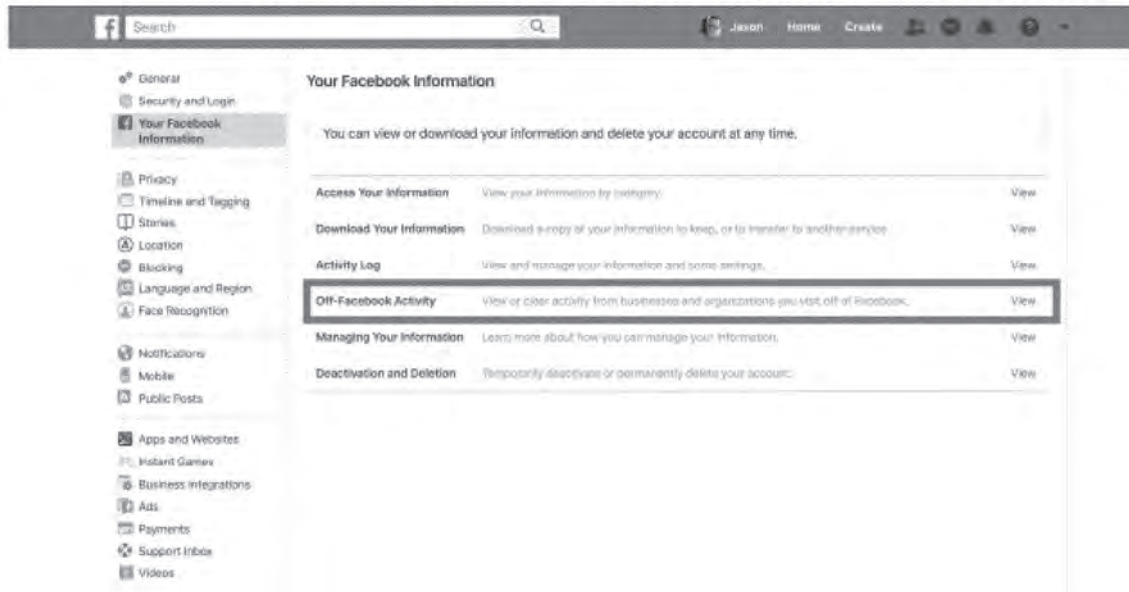 f Search Jaxon Home Create
General
Security and Login
Your Facebook
Information
Privacy
Timeline and Tagging
Stories
Location
Blocking
Language and Region
Face Recognition
Notifications
Mobile
Public Posts
Apps and Websites
Instant Games
Business Integrations
Ads
Payments
Support Inbox
Videos
Your Facebook Information
You can view or download your information and delete your account at any time.
Access Your Information View your information by category. View
Download Your Information Download a copy of your information to keep, or to transfer to another service. View
Activity Log View and manage your information and some settings. View
Off-Facebook Activity View or clear activity from businesses and organizations you visit off of Facebook. View
Managing Your Information Learn more about how you can manage your information. View
Deactivation and Deletion Temporarily deactivate or permanently delete your account. View